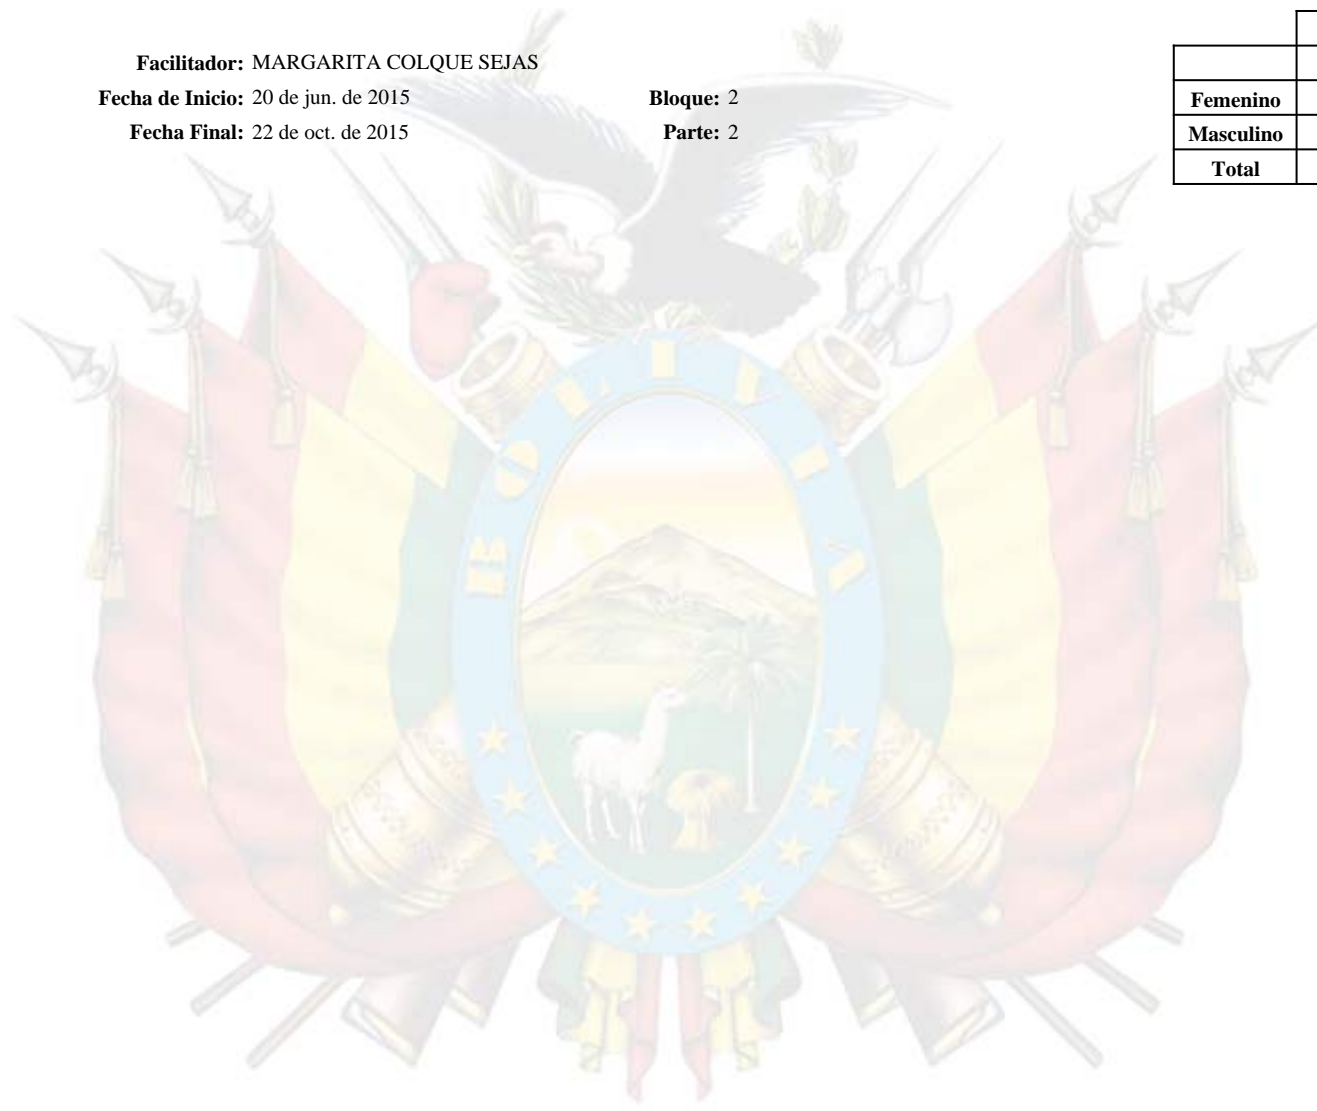 Facilitador: MARGARITA COLQUE SEJAS
Fecha de Inicio: 20 de jun. de 2015 Bloque: 2
Fecha Final: 22 de oct. de 2015 Parte: 2
Femenino
Masculino
Total
BOLIVIA